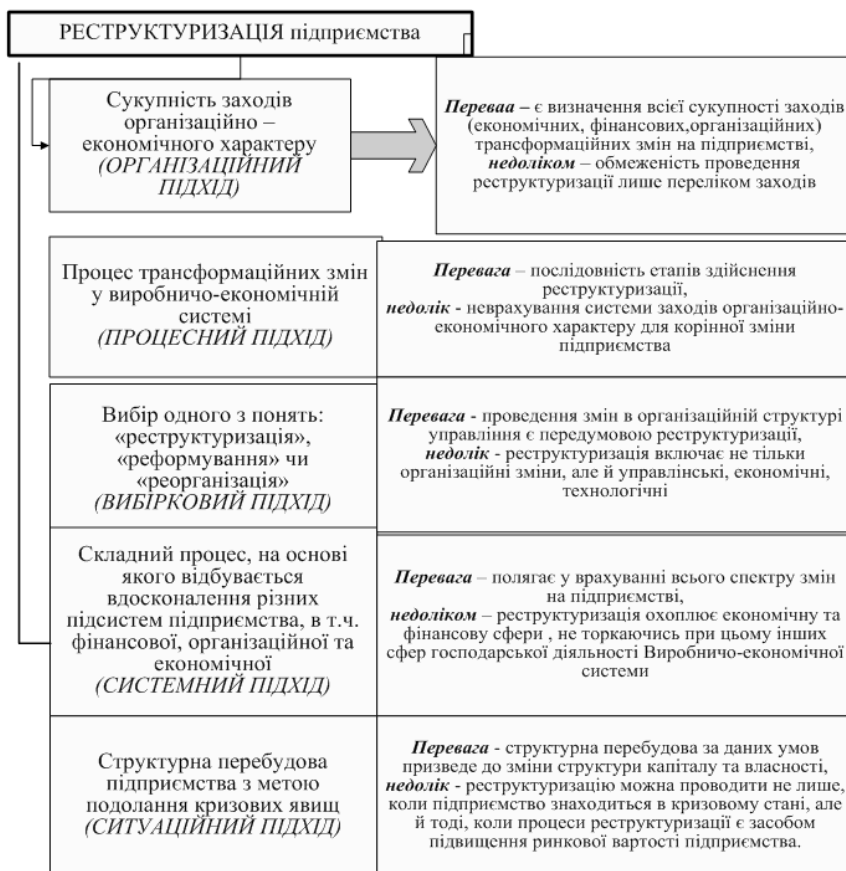 РЕСТРУКТУРИЗАЦІЯ підприємства
Сукупність заходів
організаційно –
економічного характеру
(ОРГАНІЗАЦІЙНИЙ
ПІДХІД)
Переваа – є визначення всієї сукупності заходів
(економічних, фінансових,організаційних)
трансформаційних змін на підприємстві,
недоліком – обмеженість проведення
реструктуризації лише переліком заходів
Процес трансформаційних змін
у виробничо-економічній
системі
(ПРОЦЕСНИЙ ПІДХІД)
Перевага – послідовність етапів здійснення
реструктуризації,
недолік - неврахування системи заходів організаційно-
економічного характеру для корінної зміни
підприємства
Вибір одного з понять:
«реструктуризація»,
«реформування» чи
«реорганізація»
(ВИБІРКОВИЙ ПІДХІД)
Перевага - проведення змін в організаційній структурі
управління є передумовою реструктуризації,
недолік - реструктуризація включає не тільки
організаційні зміни, але й управлінські, економічні,
технологічні
Складний процес, на основі
якого відбувається
вдосконалення різних
підсистем підприємства, в т.ч.
фінансової, організаційної та
економічної
(СИСТЕМНИЙ ПІДХІД)
Перевага – полягає у врахуванні всього спектру змін
на підприємстві,
недоліком – реструктуризація охоплює економічну та
фінансову сфери , не торкаючись при цьому інших
сфер господарської діяльності Виробничо-економічної
системи
Структурна перебудова
підприємства з метою
подолання кризових явищ
(СИТУАЦІЙНИЙ ПІДХІД)
Перевага - структурна перебудова за даних умов
призведе до зміни структури капіталу та власності,
недолік - реструктуризацію можна проводити не лише,
коли підприємство знаходиться в кризовому стані, але
й тоді, коли процеси реструктуризації є засобом
підвищення ринкової вартості підприємства.